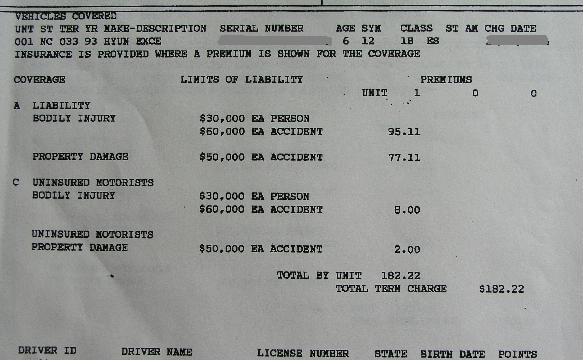 VEHICLES COVERED
UNT ST TER YR MAKE-DESCRIPTION SERIAL NUMBER AGE SYM CLASS ST AM CHG DATE
001 NC 033 93 HYUN EXCE 6 12 1B ES
INSURANCE IS PROVIDED WHERE A PREMIUM IS SHOWN FOR THE COVERAGE
COVERAGE LIMITS OF LIABILITY PREMIUMS
UNIT 1 0 0
A LIABILITY
BODILY INJURY $30,000 EA PERSON
$60,000 EA ACCIDENT 95.11
PROPERTY DAMAGE $50,000 EA ACCIDENT 77.11
C UNINSURED MOTORISTS
BODILY INJURY $30,000 EA PERSON
$60,000 EA ACCIDENT 8.00
UNINSURED MOTORISTS
PROPERTY DAMAGE $50,000 EA ACCIDENT 2.00
TOTAL BY UNIT 182.22
TOTAL TERM CHARGE $182.22
DRIVER ID DRIVER NAME LICENSE NUMBER STATE BIRTH DATE POINTS